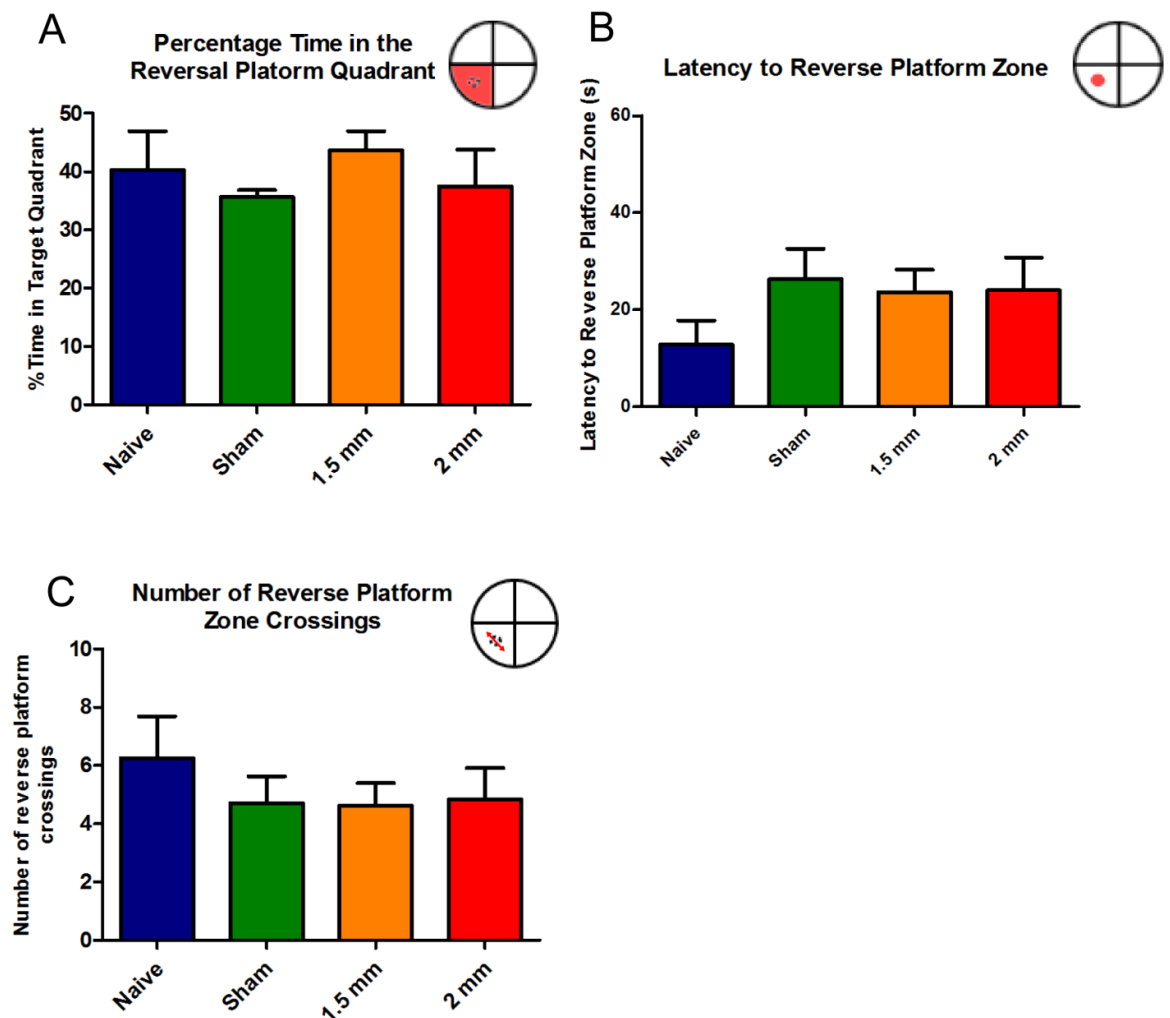 A
Percentage Time in the
Reversal Platorm Quadrant
%Time in Target Quadrant
50
40
30
20
10
0
Naive
Sham
1.5 mm
2 mm
B
Latency to Reverse Platform Zone
Latency to Reverse Platform Zone (s)
60
40
20
0
Naive
Sham
1.5 mm
2 mm
C
Number of Reverse Platform
Zone Crossings
Number of reverse platform
crossings
10
8
6
4
2
0
Naive
Sham
1.5 mm
2 mm